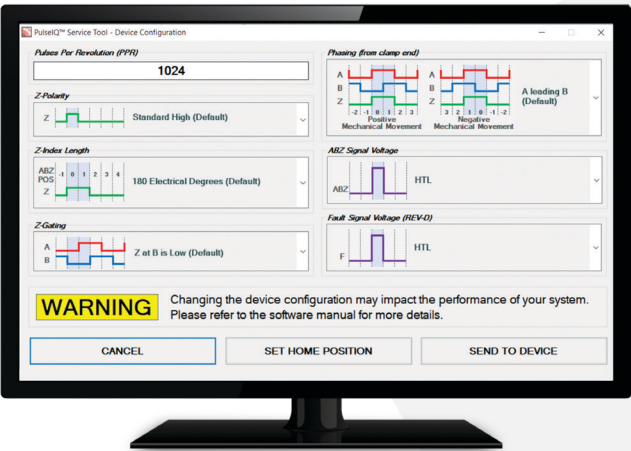 PulseIQ™ Service Tool - Device Configuration
Pulses Per Revolution (PPR)
1024
Z-Polarity
Z
0
Standard High (Default)
Z-Index Length
ABZ
POS
-1 0 1 2 3 4
Z
180 Electrical Degrees (Default)
Z-Gating
A
B
Z at B is Low (Default)
Phasing (from clamp end)
A
B
Z
-2 -1 0 1 2 3
Positive
Mechanical Movement
A
B
Z
3 2 1 0 -1 -2
Negative
Mechanical Movement
A leading B
(Default)
ABZ Signal Voltage
ABZ
HTL
Fault Signal Voltage (REV-D)
F
HTL
WARNING
Changing the device configuration may impact the performance of your system.
Please refer to the software manual for more details.
CANCEL
SET HOME POSITION
SEND TO DEVICE